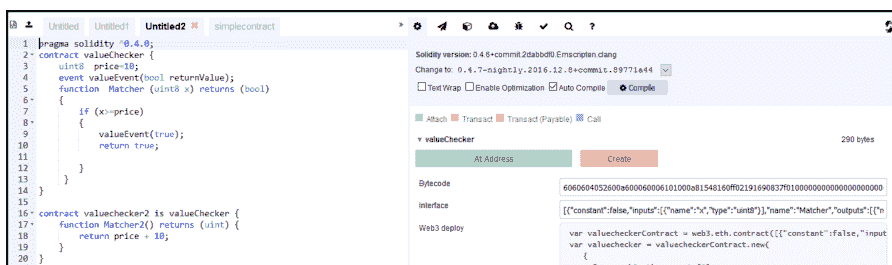 Untitled Untitled1 Untitled2 simplecontract
1 pragma solidity ^0.4.0;
2 contract valueChecker {
3 uint8 price=10;
4 event valueEvent(bool returnValue);
5 function Matcher (uint8 x) returns (bool)
6 {
7 if (x>=price)
8 {
9 valueEvent(true);
10 return true;
11
12 }
13 }
14 }
15
16 contract valuechecker2 is valueChecker {
17 function Matcher2() returns (uint) {
18 return price + 10;
19 }
20 }
Solidity version: 0.4.6+commit.2dabbdf0.Emscripten.clang
Change to: 0.4.7-nightly.2016.12.8+commit.89771a44
Text Wrap Enable Optimization Auto Compile Compile
Attach Transact Transact (Payable) Call
valueChecker 290 bytes
At Address Create
Bytecode
Interface [{"constant":false,"inputs":[{"name":"x","type":"uint8"}],"name":"Matcher","outputs":[{"n
Web3 deploy var valuecheckerContract = web3.eth.contract([{"constant":false,"input
var valuechecker = valuecheckerContract.new(
{